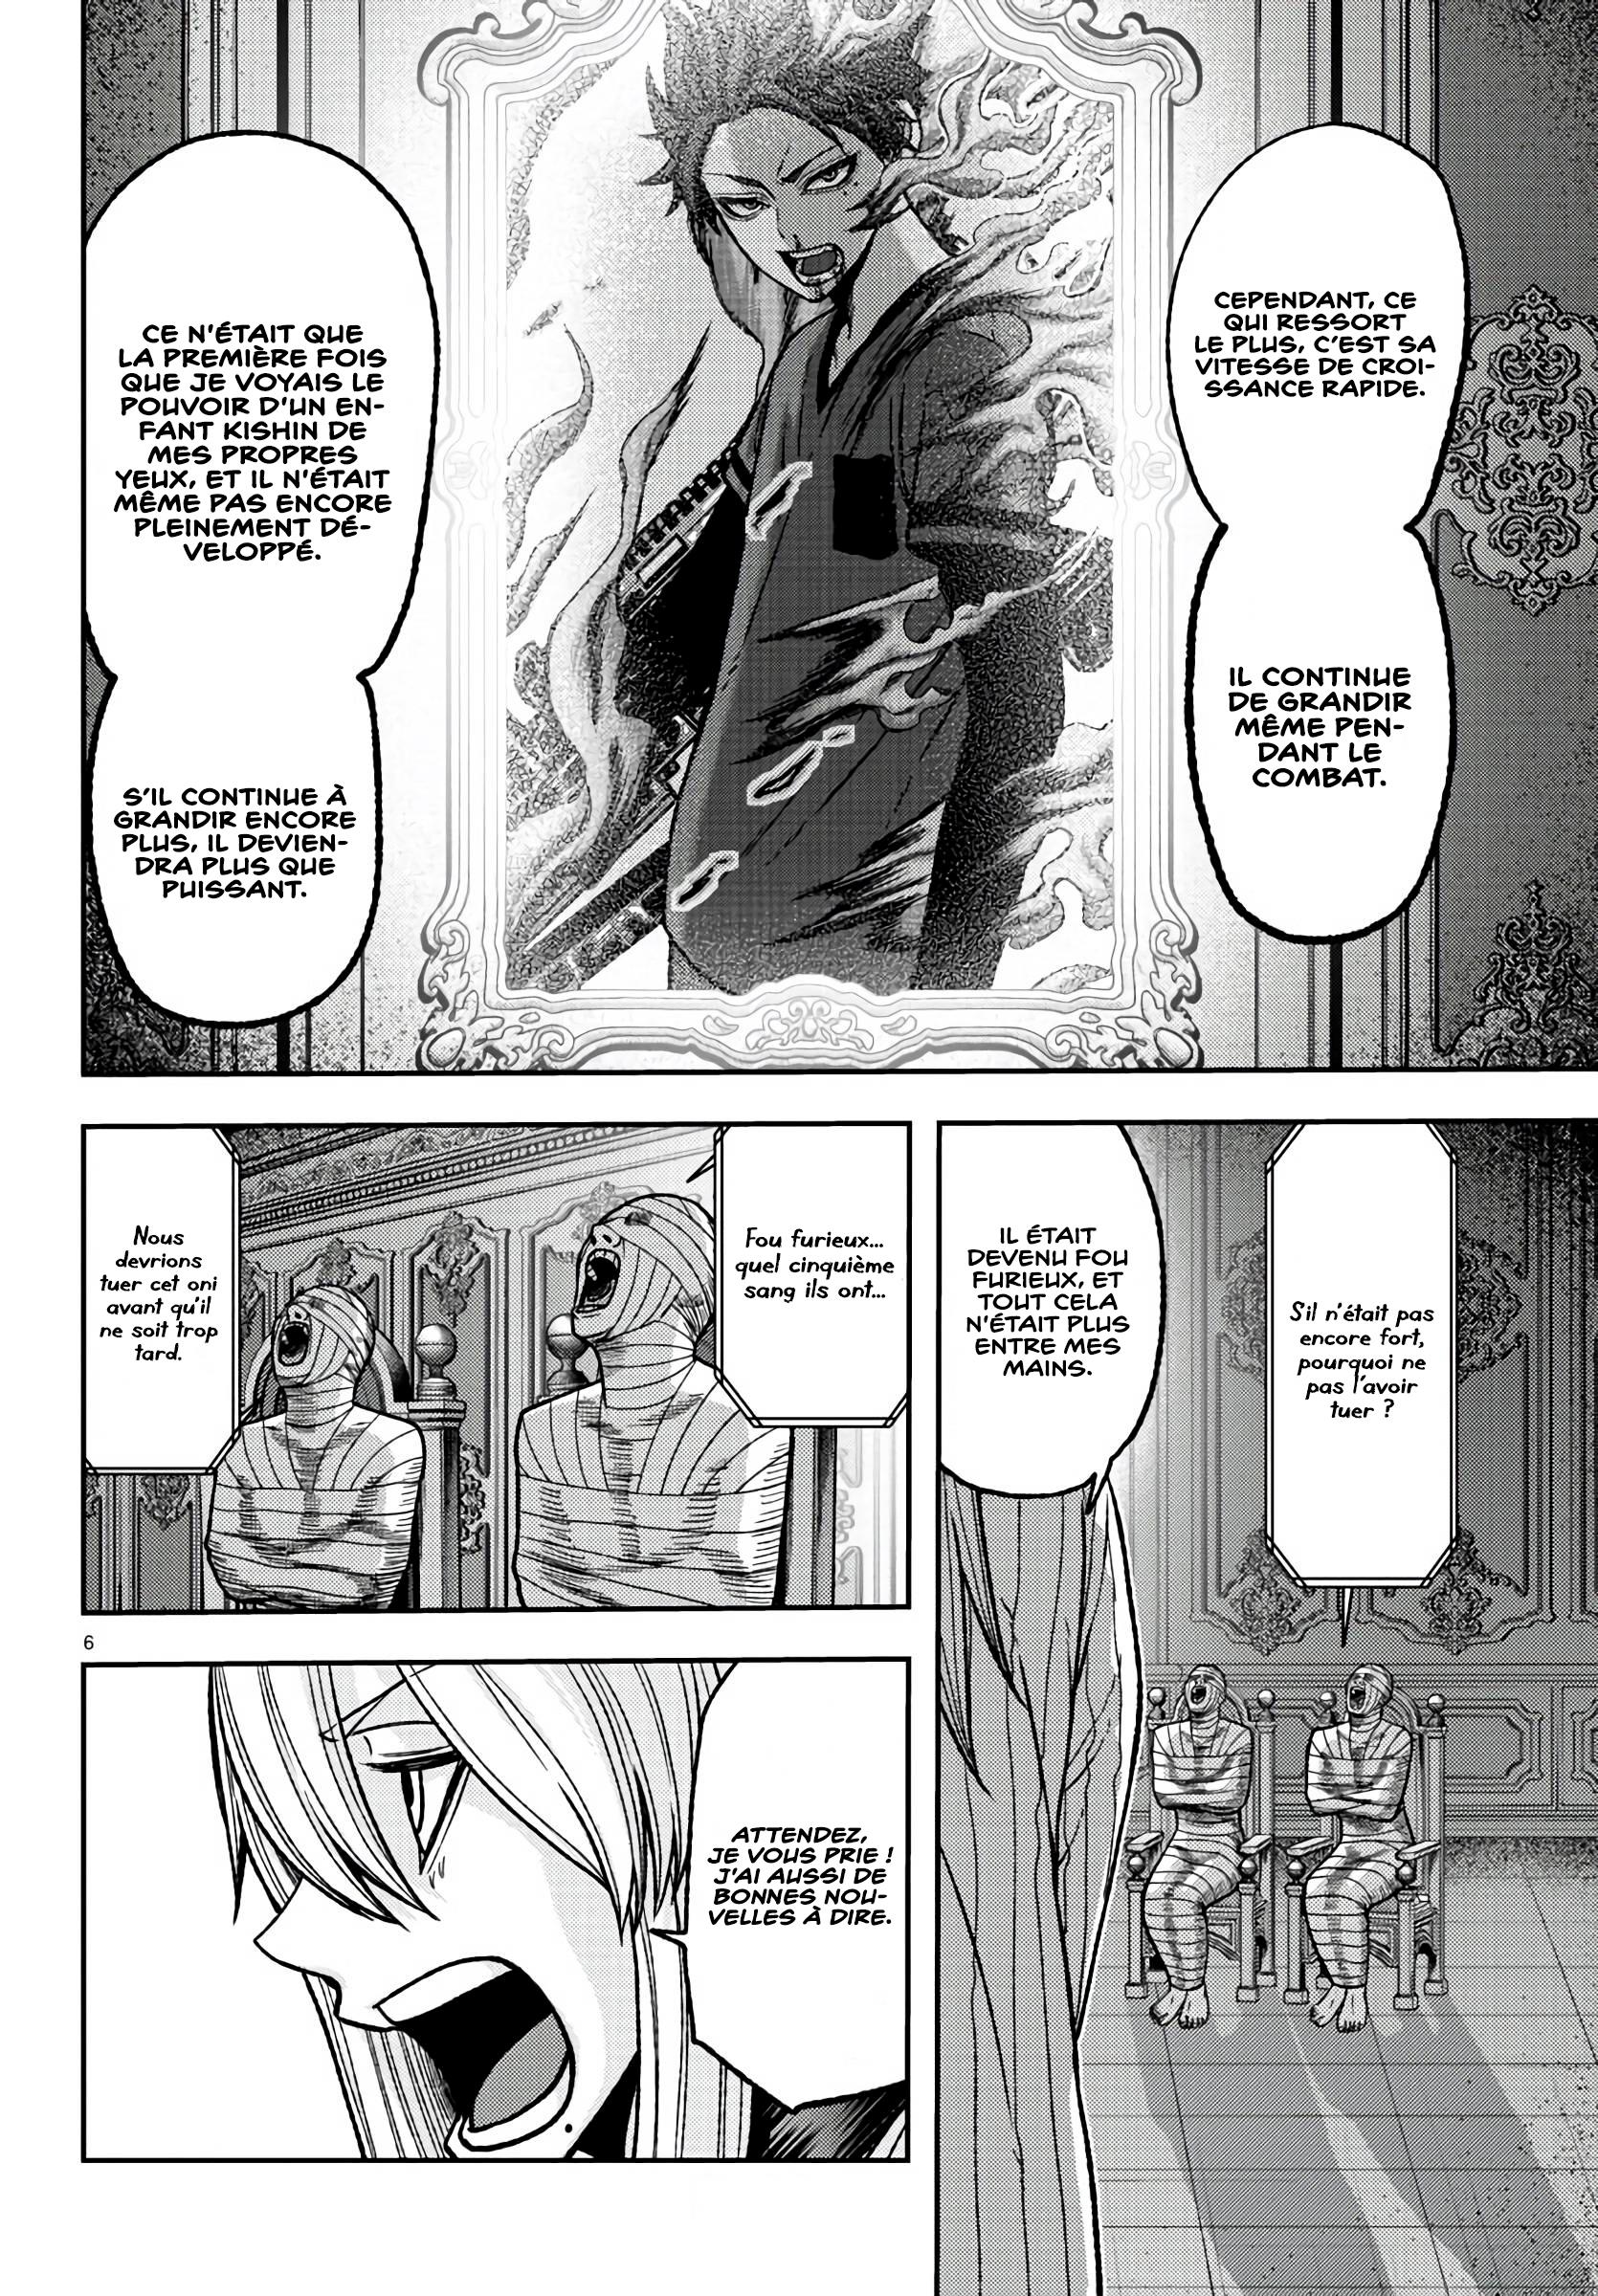 CEPENDANT, CE
QUI RESSORT
LE PLUS, C'EST SA
VITESSE DE CROI-
SSANCE RAPIDE.
IL CONTINUE
DE GRANDIR
MÊME PEN-
DANT LE
COMBAT.
CE N'ÉTAIT QUE
LA PREMIÈRE FOIS
QUE JE VOYAIS LE
POUVOIR D'UN EN-
FANT KISHIN DE
MES PROPRES
YEUX, ET IL N'ÉTAIT
MÊME PAS ENCORE
PLEINEMENT DÉ-
VELOPPÉ.
S'IL CONTINUE À
GRANDIR ENCORE
PLUS, IL DEVIEN-
DRA PLUS QUE
PUISSANT.
Sil n'était pas
encore fort,
pourquoi ne
pas l'avoir
tuer ?
IL ÉTAIT
DEVENU FOU
FURIEUX, ET
TOUT CELA
N'ÉTAIT PLUS
ENTRE MES
MAINS.
Fou furieux...
quel cinquième
sang ils ont...
Nous
devrions
tuer cet oni
avant qu'il
ne soit trop
tard.
6
ATTENDEZ,
JE VOUS PRIE !
J'AI AUSSI DE
BONNES NOU-
VELLES À DIRE.